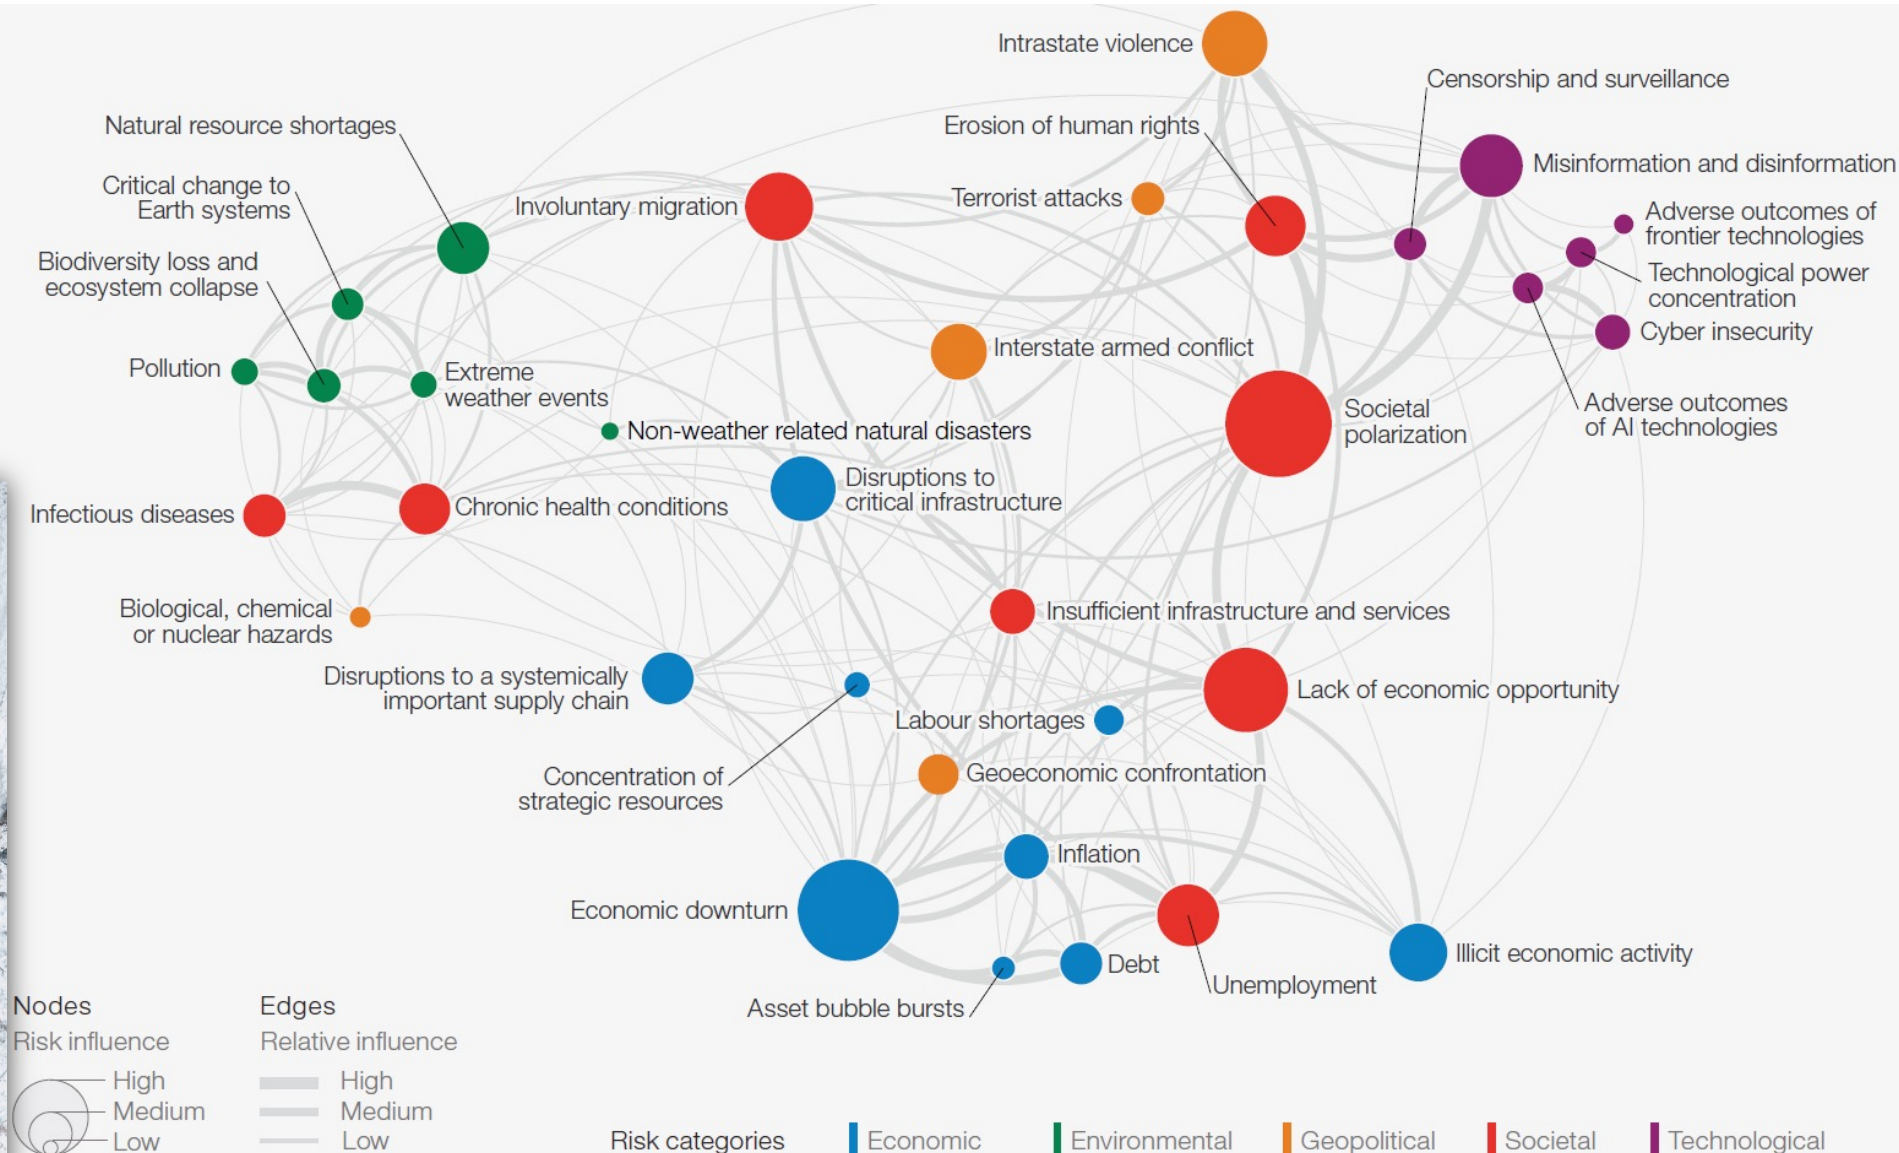 Intrastate violence
Censorship and surveillance
Natural resource shortages
Erosion of human rights
Misinformation and disinformation
Critical change to
Earth systems
Involuntary migration
Terrorist attacks
Adverse outcomes of
frontier technologies
Biodiversity loss and
ecosystem collapse
Technological power
concentration
Cyber insecurity
Interstate armed conflict
Pollution
Extreme
weather events
Adverse outcomes
of AI technologies
Societal
polarization
Non-weather related natural disasters
Disruptions to
critical infrastructure
Infectious diseases
Chronic health conditions
Biological, chemical
or nuclear hazards
Insufficient infrastructure and services
Disruptions to a systemically
important supply chain
Lack of economic opportunity
Labour shortages
Concentration of
strategic resources
Geoeconomic confrontation
Inflation
Economic downturn
Debt
Illicit economic activity
Unemployment
Asset bubble bursts
Nodes
Risk influence
High
Medium
Low
Edges
Relative influence
High
Medium
Low
Risk categories
Economic
Environmental
Geopolitical
Societal
Technological